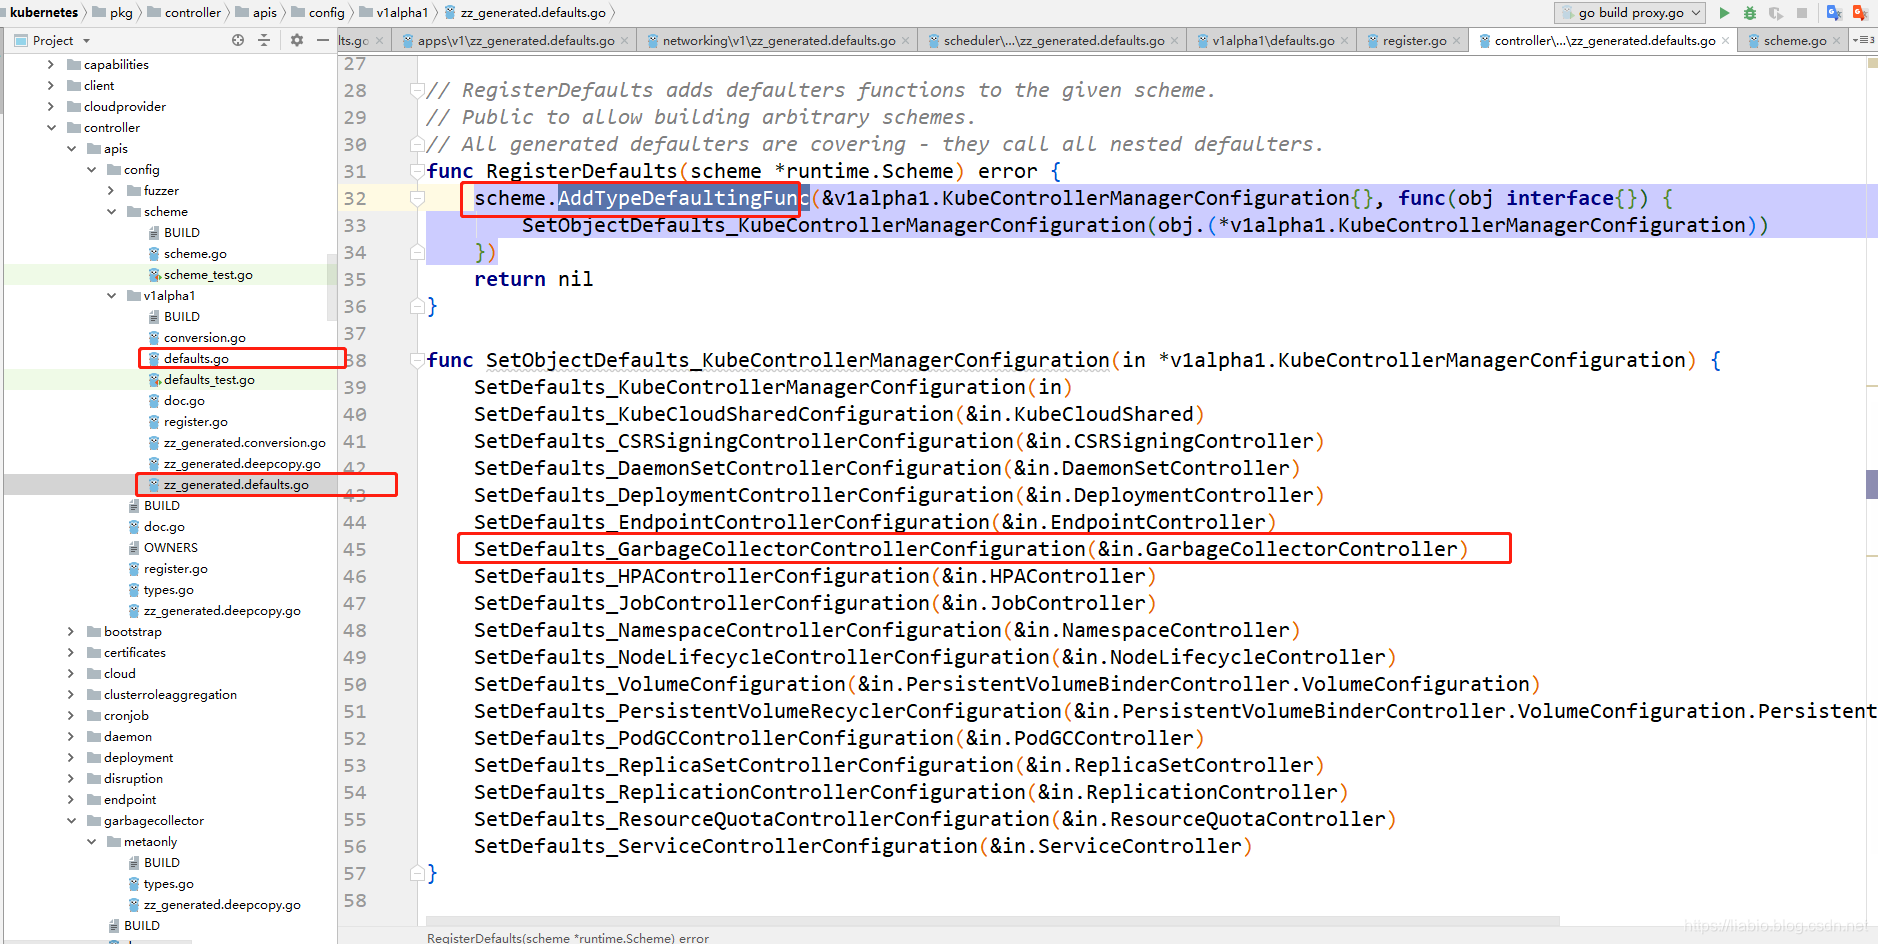 kubernetes pkg controller apis config v1alpha1 zz_generated.defaults.go
go build proxy.go
Project
lts.go
apps\v1\zz_generated.defaults.go
networking\v1\zz_generated.defaults.go
scheduler\...\zz_generated.defaults.go
v1alpha1\defaults.go
register.go
controller\...\zz_generated.defaults.go
scheme.go
3
capabilities
client
cloudprovider
controller
apis
config
fuzzer
scheme
BUILD
scheme.go
scheme_test.go
v1alpha1
BUILD
conversion.go
defaults.go
defaults_test.go
doc.go
register.go
zz_generated.conversion.go
zz_generated.deepcopy.go
zz_generated.defaults.go
BUILD
doc.go
OWNERS
register.go
types.go
zz_generated.deepcopy.go
bootstrap
certificates
cloud
clusterroleaggregation
cronjob
daemon
deployment
disruption
endpoint
garbagecollector
metaonly
BUILD
types.go
zz_generated.deepcopy.go
BUILD
27
28 // RegisterDefaults adds defaulters functions to the given scheme.
29 // Public to allow building arbitrary schemes.
30 // All generated defaulters are covering - they call all nested defaulters.
31 func RegisterDefaults(scheme *runtime.Scheme) error {
32 scheme.AddTypeDefaultingFunc(&v1alpha1.KubeControllerManagerConfiguration{}, func(obj interface{}) {
33 SetObjectDefaults_KubeControllerManagerConfiguration(obj.(*v1alpha1.KubeControllerManagerConfiguration))
34 })
35 return nil
36 }
37
38 func SetObjectDefaults_KubeControllerManagerConfiguration(in *v1alpha1.KubeControllerManagerConfiguration) {
39 SetDefaults_KubeControllerManagerConfiguration(in)
40 SetDefaults_KubeCloudSharedConfiguration(&in.KubeCloudShared)
41 SetDefaults_CSRSigningControllerConfiguration(&in.CSRSigningController)
42 SetDefaults_DaemonSetControllerConfiguration(&in.DaemonSetController)
43 SetDefaults_DeploymentControllerConfiguration(&in.DeploymentController)
44 SetDefaults_EndpointControllerConfiguration(&in.EndpointController)
45 SetDefaults_GarbageCollectorControllerConfiguration(&in.GarbageCollectorController)
46 SetDefaults_HPAControllerConfiguration(&in.HPAController)
47 SetDefaults_JobControllerConfiguration(&in.JobController)
48 SetDefaults_NamespaceControllerConfiguration(&in.NamespaceController)
49 SetDefaults_NodeLifecycleControllerConfiguration(&in.NodeLifecycleController)
50 SetDefaults_VolumeConfiguration(&in.PersistentVolumeBinderController.VolumeConfiguration)
51 SetDefaults_PersistentVolumeRecyclerConfiguration(&in.PersistentVolumeBinderController.VolumeConfiguration.Persistent
52 SetDefaults_PodGCControllerConfiguration(&in.PodGCController)
53 SetDefaults_ReplicaSetControllerConfiguration(&in.ReplicaSetController)
54 SetDefaults_ReplicationControllerConfiguration(&in.ReplicationController)
55 SetDefaults_ResourceQuotaControllerConfiguration(&in.ResourceQuotaController)
56 SetDefaults_ServiceControllerConfiguration(&in.ServiceController)
57 }
58
RegisterDefaults(scheme *runtime.Scheme) error
https://liabio.blog.csdn.net